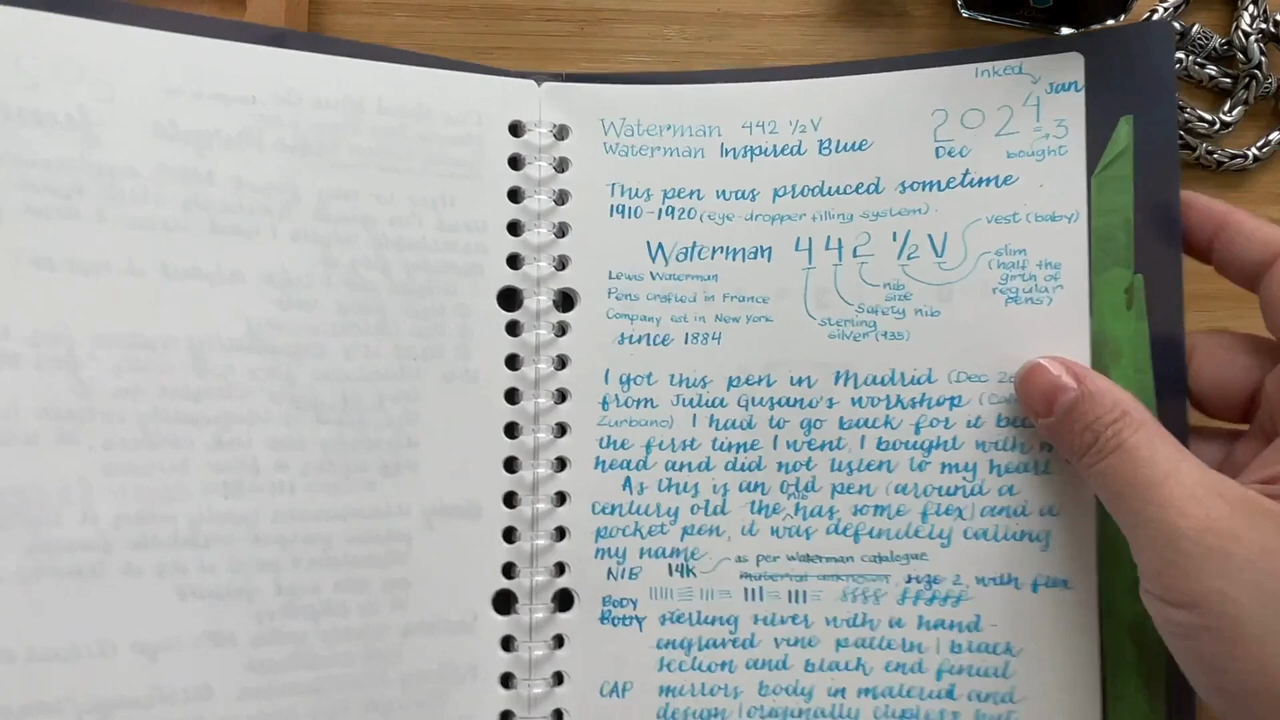 Inked
Jan
2024
= 3
Dec
bought
Waterman 442 ½V
Waterman Inspired Blue
This pen was produced sometime
1910-1920 (eye-dropper filling system).
Waterman 442 ½ V
vest (baby)
slim
(half the
girth of
regular
pens)
nib
size
Safety nib
sterling
silver (935)
Lewis Waterman
Pens crafted in France
Company est in New York
since 1884
I got this pen in Madrid (Dec
from Julia Gusano's workshop
Zurbano) I had to go back for it
the first time I went, I bought with
head and did not listen to my heart
As this is an old pen (around a
century old the nib has some flex) and a
pocket pen, it was definitely calling
my name.
as per Waterman catalogue
NIB 14K Material unknown, size 2, with flex
BODY
BODY sterling silver with a hand-
engraved vine pattern | black
section and black end finial
CAP mirrors body in material and
design (originally clipless but